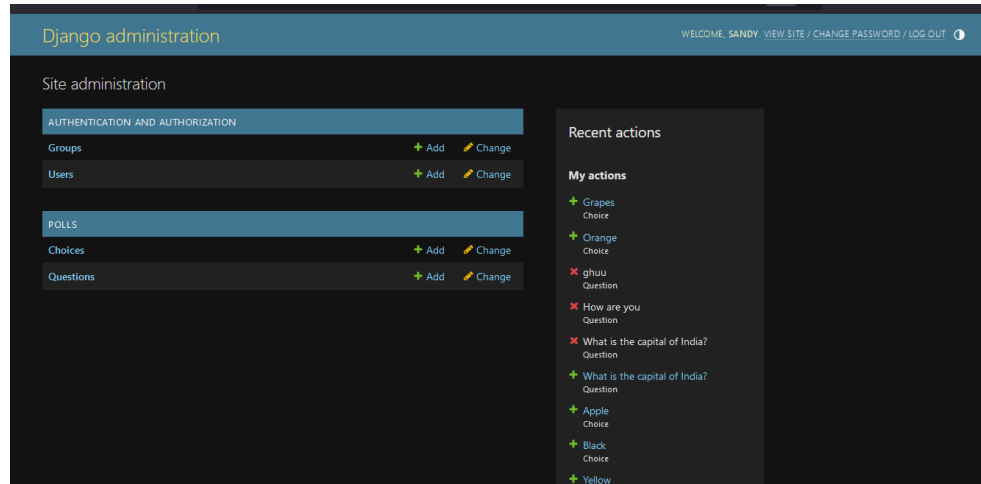 Django administration
WELCOME, SANDY. VIEW SITE / CHANGE PASSWORD / LOG OUT
Site administration
AUTHENTICATION AND AUTHORIZATION
Groups Add Change
Users Add Change
POLLS
Choices Add Change
Questions Add Change
Recent actions
My actions
Grapes
Choice
Orange
Choice
ghuu
Question
How are you
Question
What is the capital of India?
Question
What is the capital of India?
Question
Apple
Choice
Black
Choice
Yellow